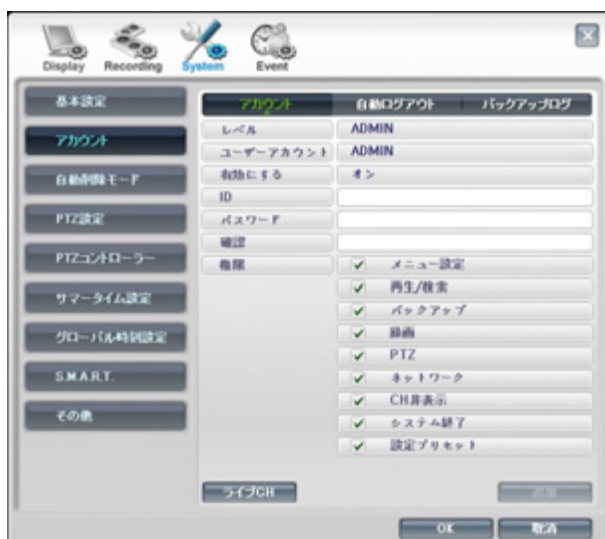 Display Recording System Event
基本設定
アカウント
自動削除モード
PTZ設定
PTZコントローラー
サマータイム設定
グローバル時刻設定
S.M.A.R.T.
その他
アカウント 自動ログアウト バックアップログ
レベル ADMIN
ユーザーアカウント ADMIN
有効にする オン
ID
パスワード
確認
権限 メニュー設定
再生/検索
バックアップ
録画
PTZ
ネットワーク
CH非表示
システム終了
設定プリセット
ライブCH 追加
OK 取消